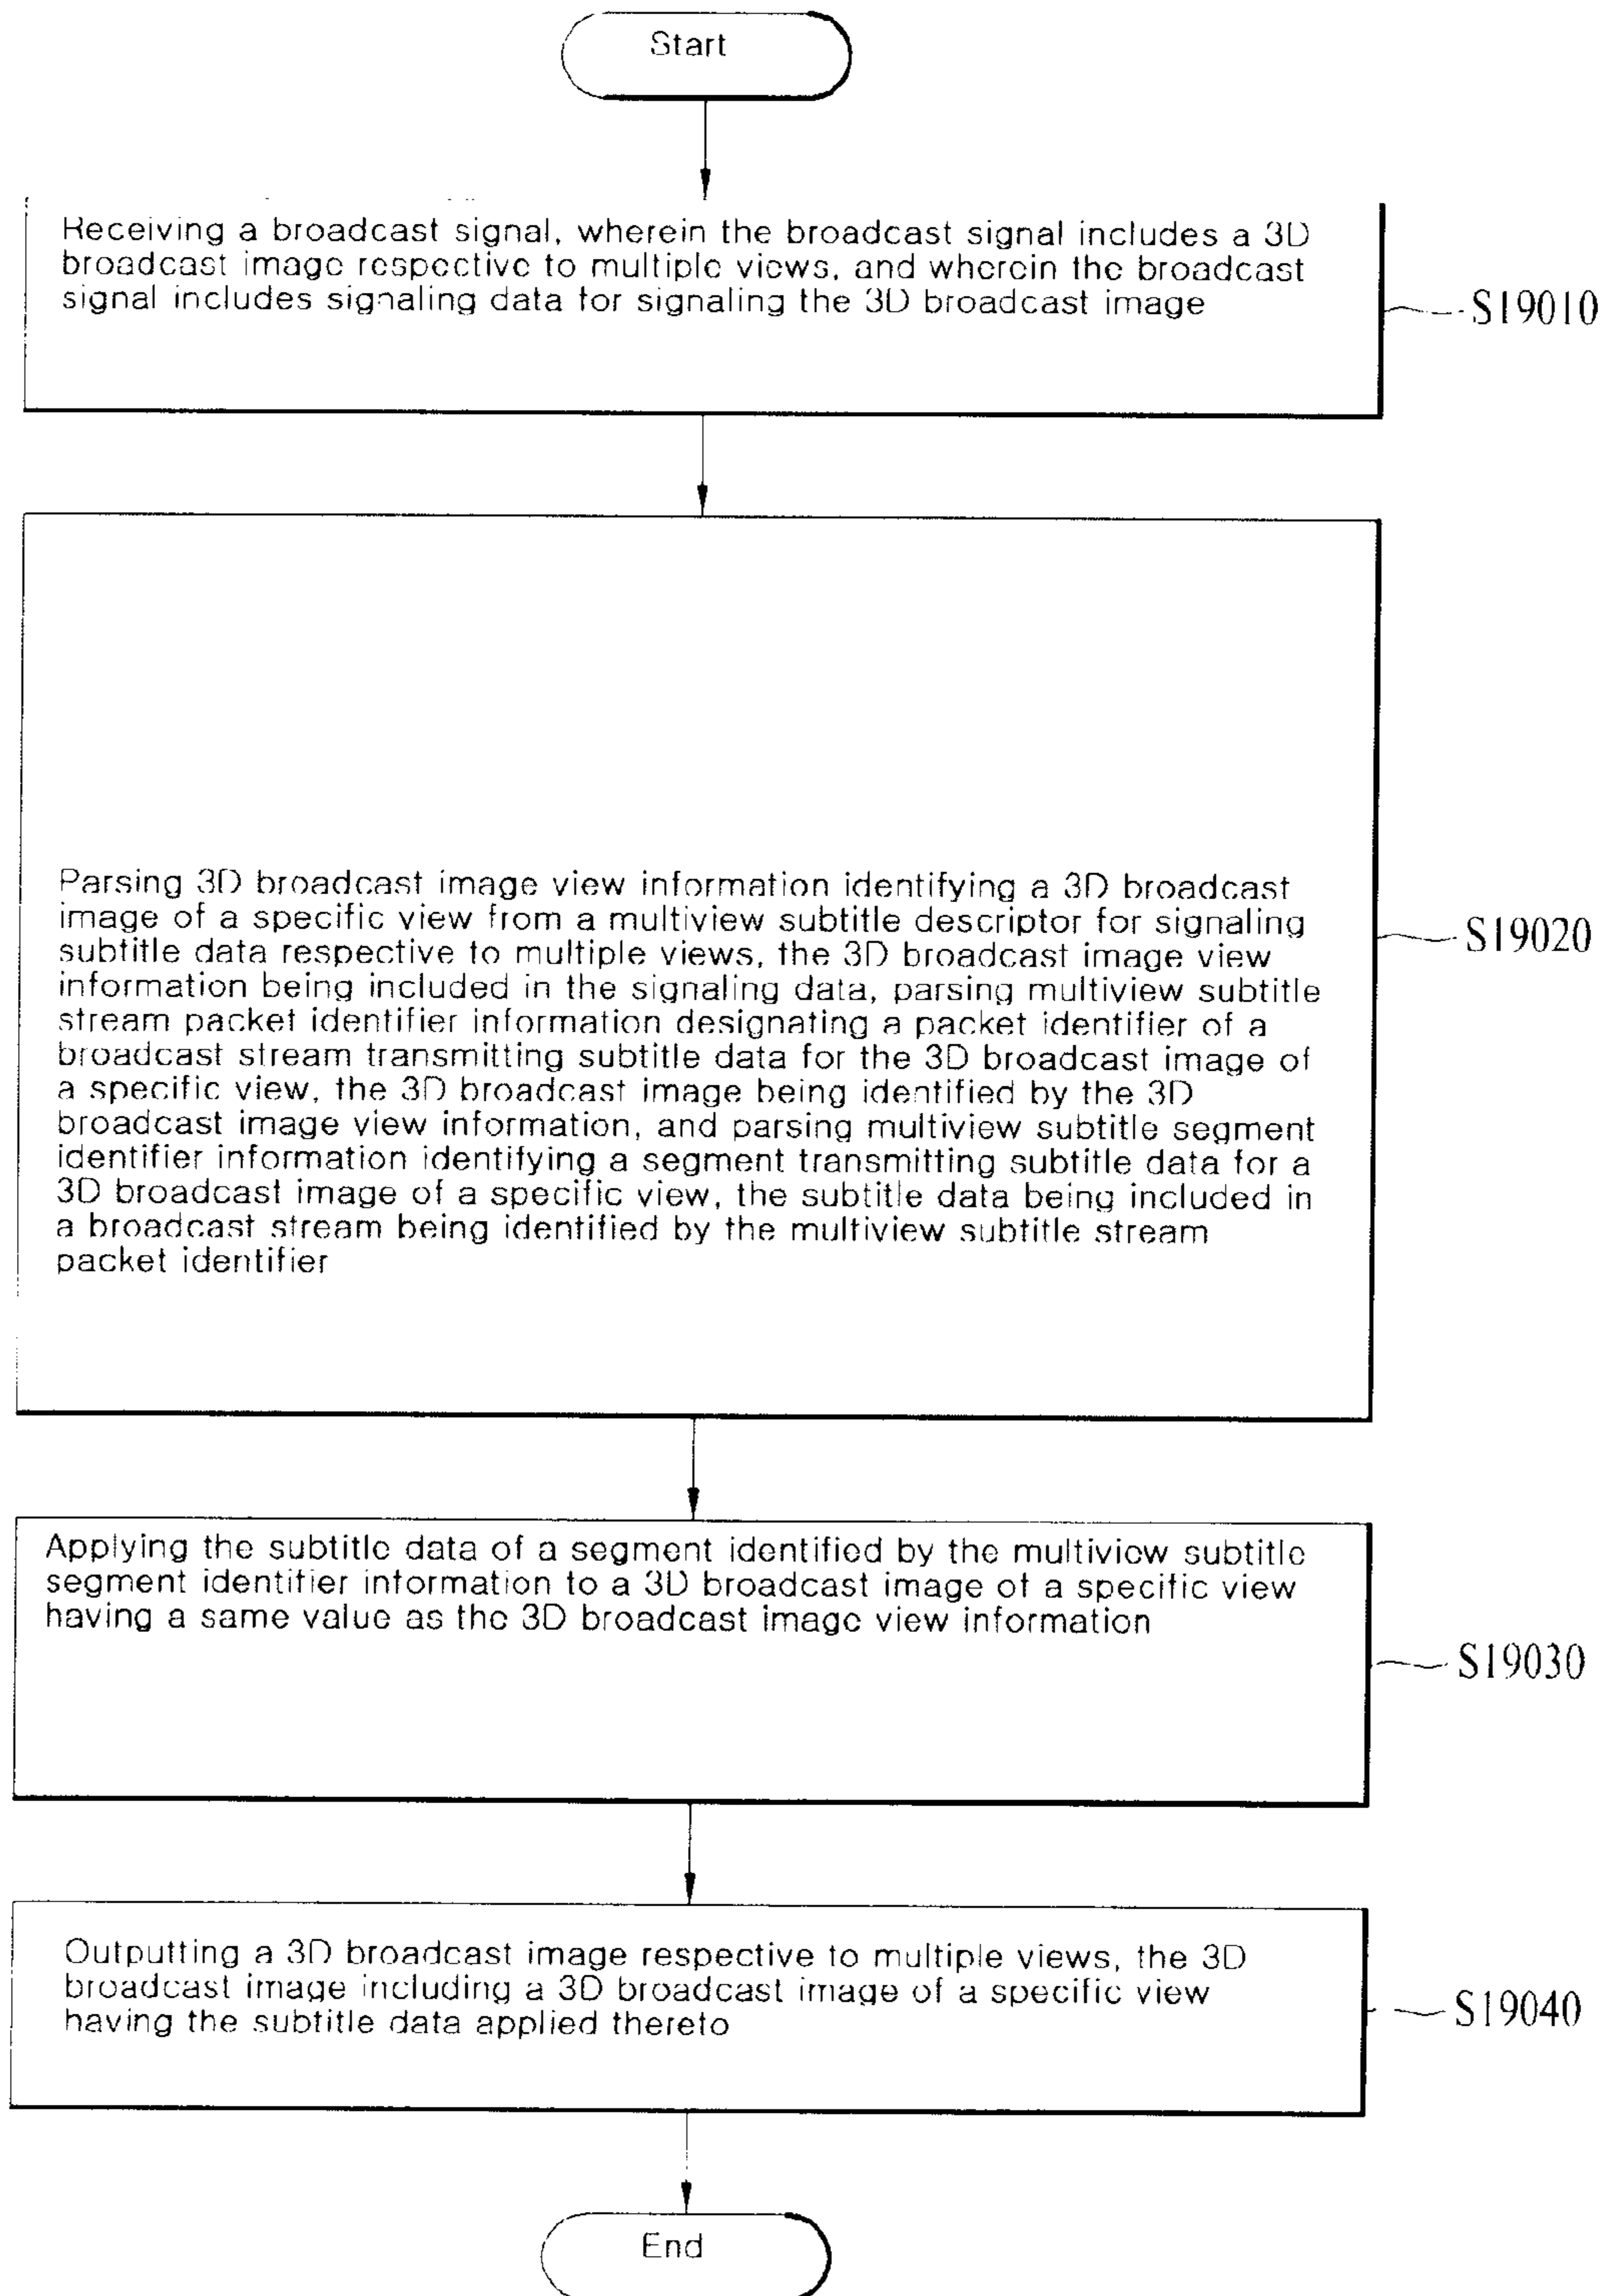 Start
Receiving a broadcast signal, wherein the broadcast signal includes a 3D
broadcast image respective to multiple views, and wherein the broadcast
signal includes signaling data for signaling the 3D broadcast image
S19010
Parsing 3D broadcast image view information identifying a 3D broadcast
image of a specific view from a multiview subtitle descriptor for signaling
subtitle data respective to multiple views, the 3D broadcast image view
information being included in the signaling data, parsing multiview subtitle
stream packet identifier information designating a packet identifier of a
broadcast stream transmitting subtitle data for the 3D broadcast image of
a specific view, the 3D broadcast image being identified by the 3D
broadcast image view information, and parsing multiview subtitle segment
identifier information identifying a segment transmitting subtitle data for a
3D broadcast image of a specific view, the subtitle data being included in
a broadcast stream being identified by the multiview subtitle stream
packet identifier
S19020
Applying the subtitle data of a segment identified by the multiview subtitle
segment identifier information to a 3D broadcast image of a specific view
having a same value as the 3D broadcast image view information
S19030
Outputting a 3D broadcast image respective to multiple views, the 3D
broadcast image including a 3D broadcast image of a specific view
having the subtitle data applied thereto
S19040
End